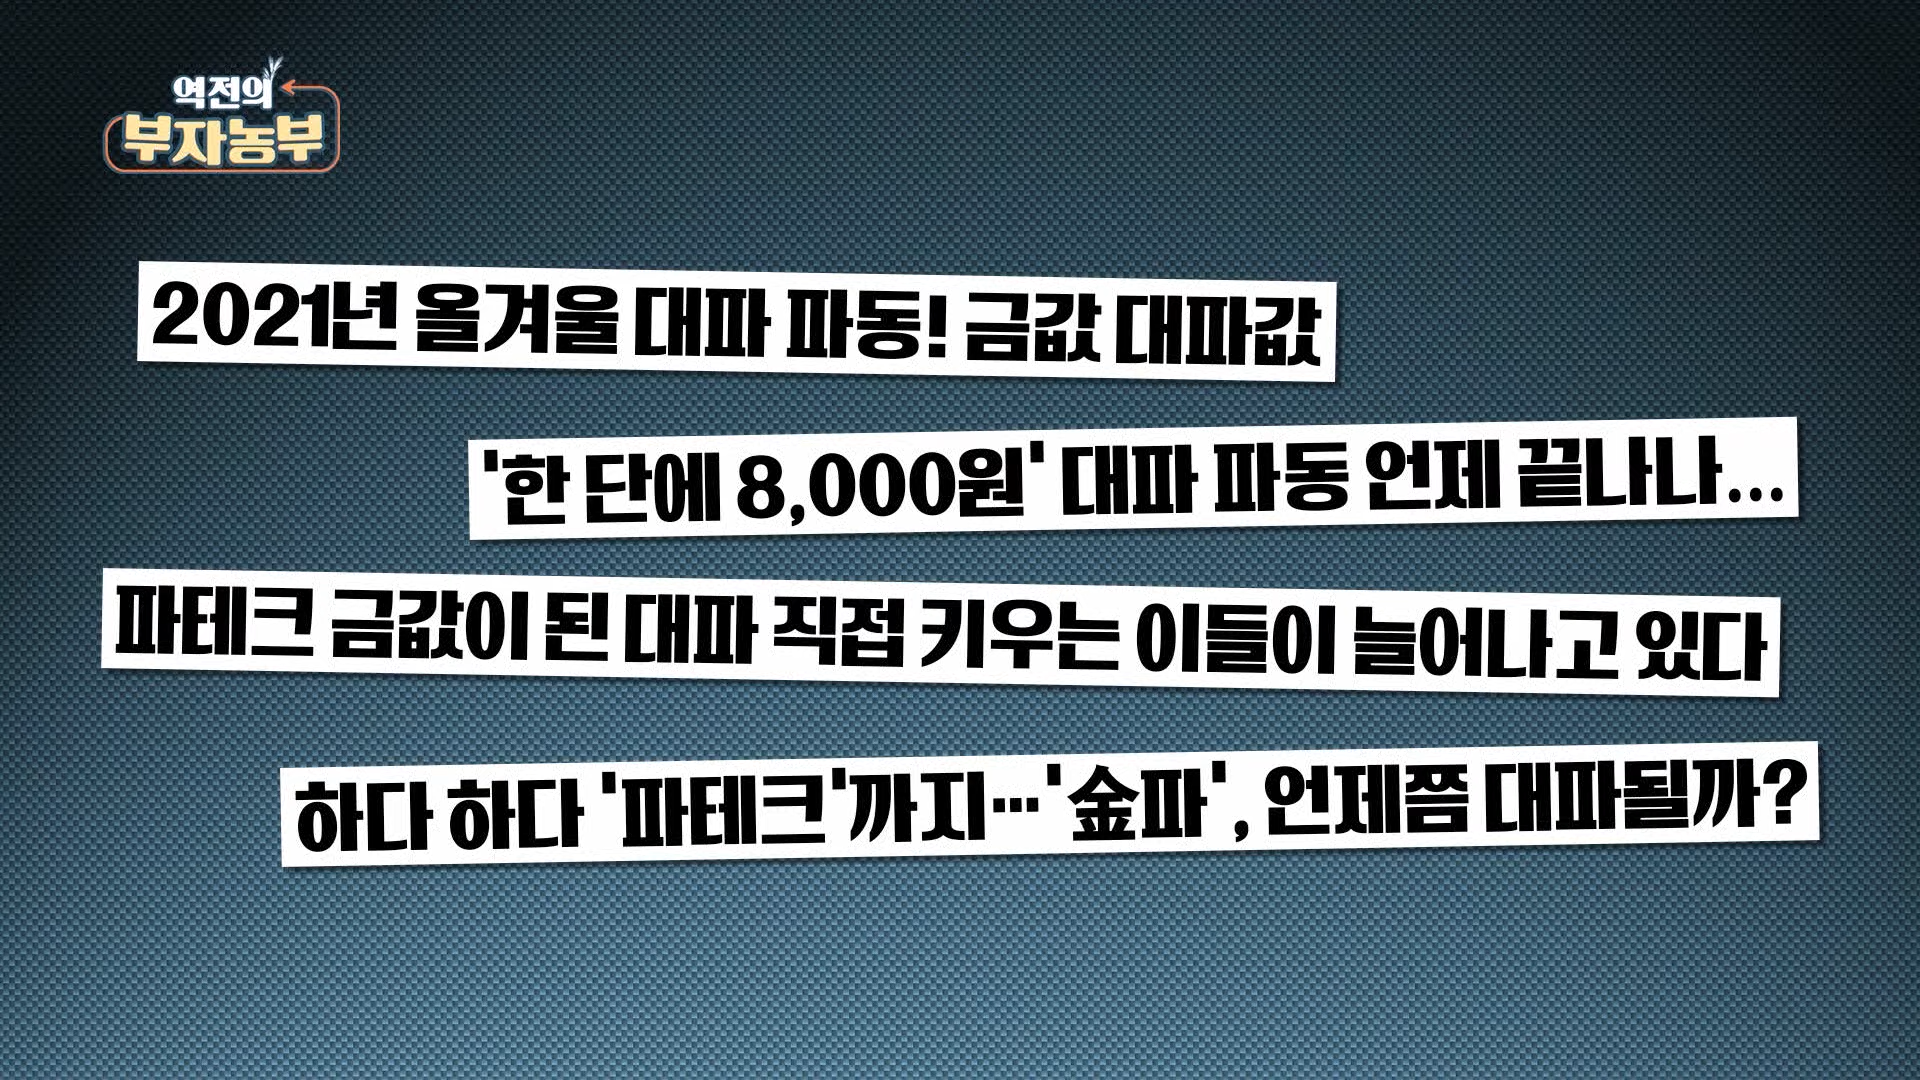 역전의
부자농부
2021년 올겨울 대파 파동! 금값 대파값
'한 단에 8,000원' 대파 파동 언제 끝나나...
파테크 금값이 된 대파 직접 키우는 이들이 늘어나고 있다
하다 하다 '파테크'까지…'金파', 언제쯤 대파될까?